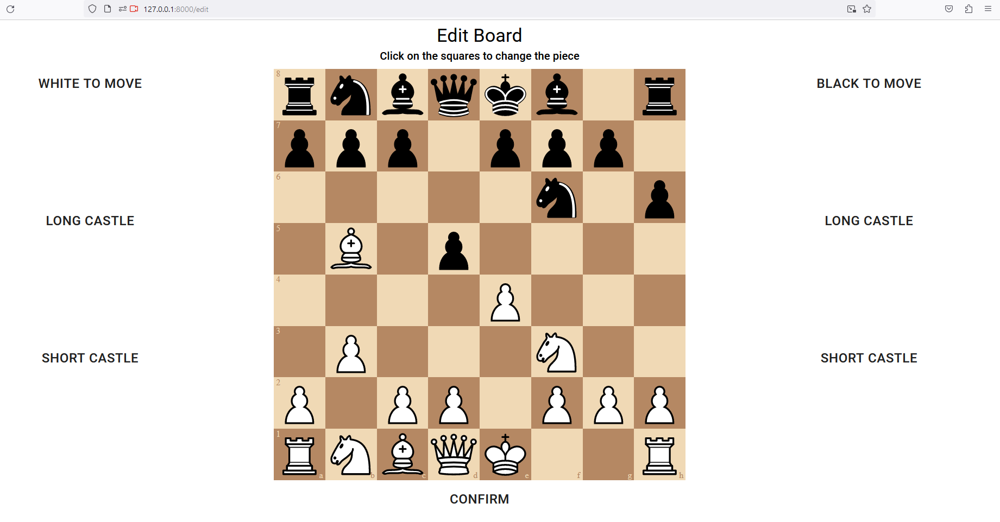 127.0.0.1:8000/edit
Edit Board
Click on the squares to change the piece
WHITE TO MOVE
BLACK TO MOVE
8
7
6
LONG CASTLE
LONG CASTLE
5
4
3
SHORT CASTLE
SHORT CASTLE
2
1
a b c d e f g h
CONFIRM